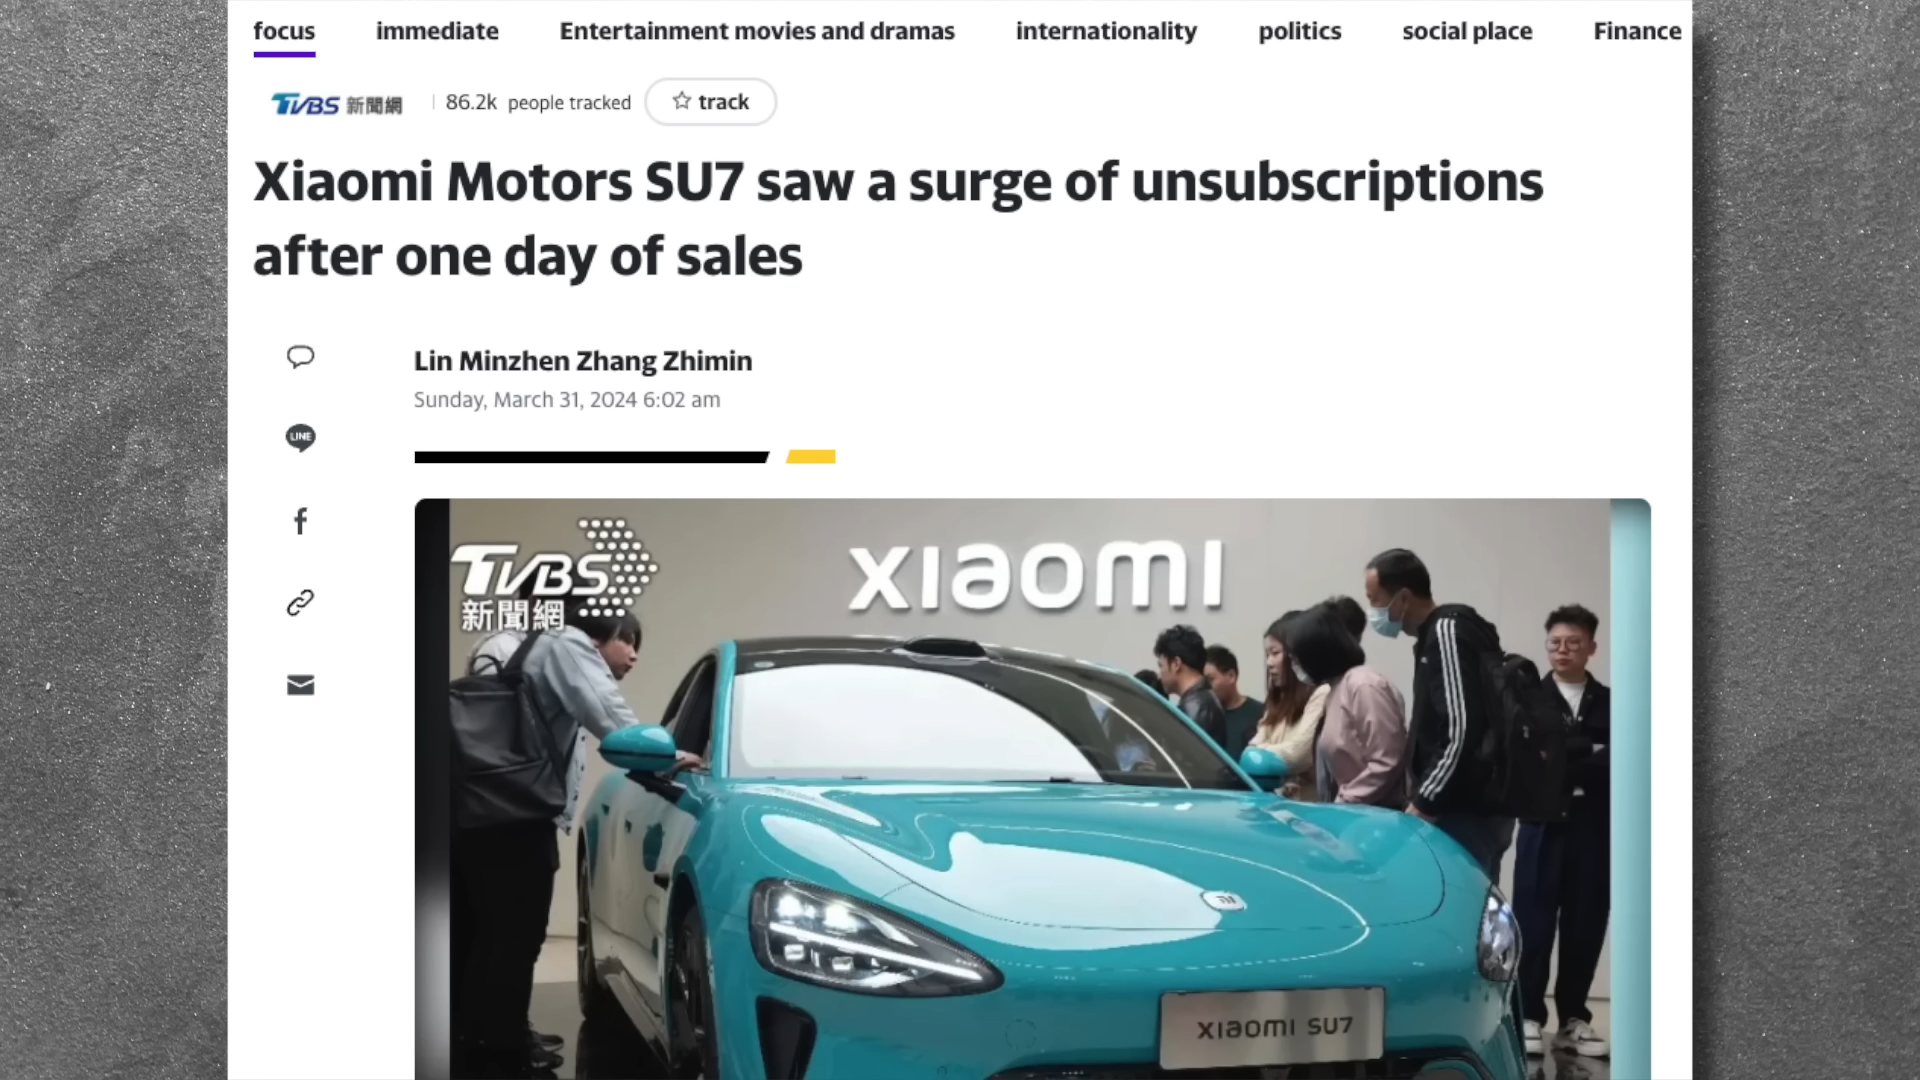 focus immediate Entertainment movies and dramas internationality politics social place Finance
TVBS 新聞網 86.2k people tracked track
Xiaomi Motors SU7 saw a surge of unsubscriptions
after one day of sales
Lin Minzhen Zhang Zhimin
Sunday, March 31, 2024 6:02 am
LINE
TVBS
新聞網
xiaomi
XIAOMI SU7